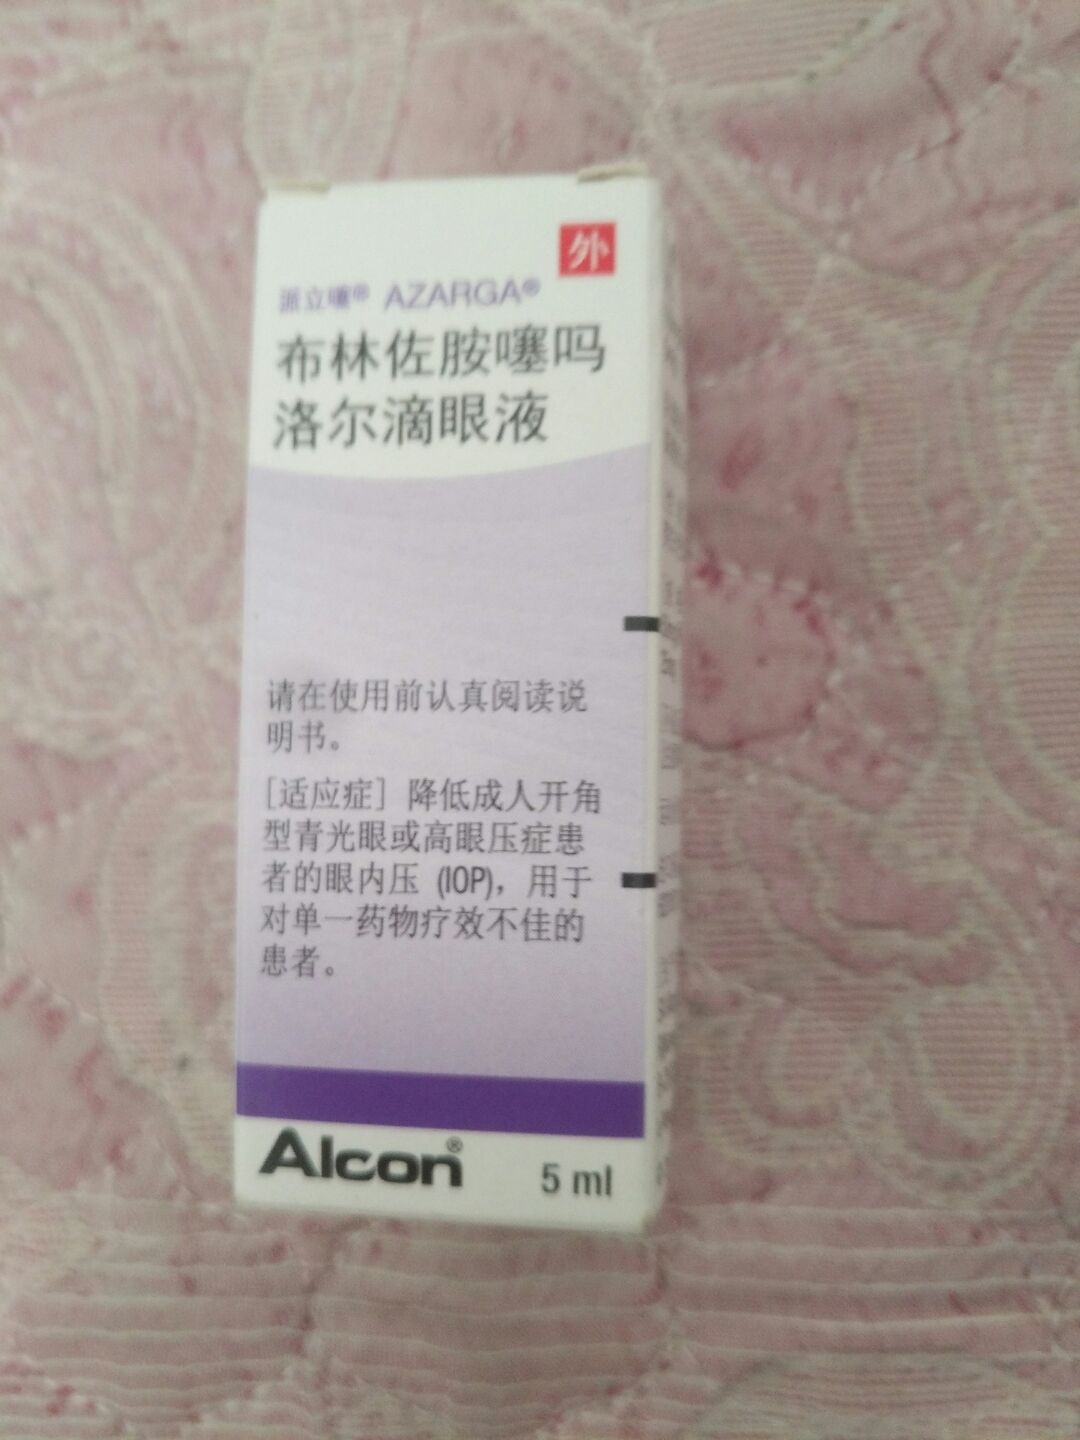 外
派立噻® AZARGA®
布林佐胺噻吗
洛尔滴眼液
请在使用前认真阅读说
明书。
[适应症] 降低成人开角
型青光眼或高眼压症患
者的眼内压 (IOP)，用于
对单一药物疗效不佳的
患者。
Alcon®
5 ml